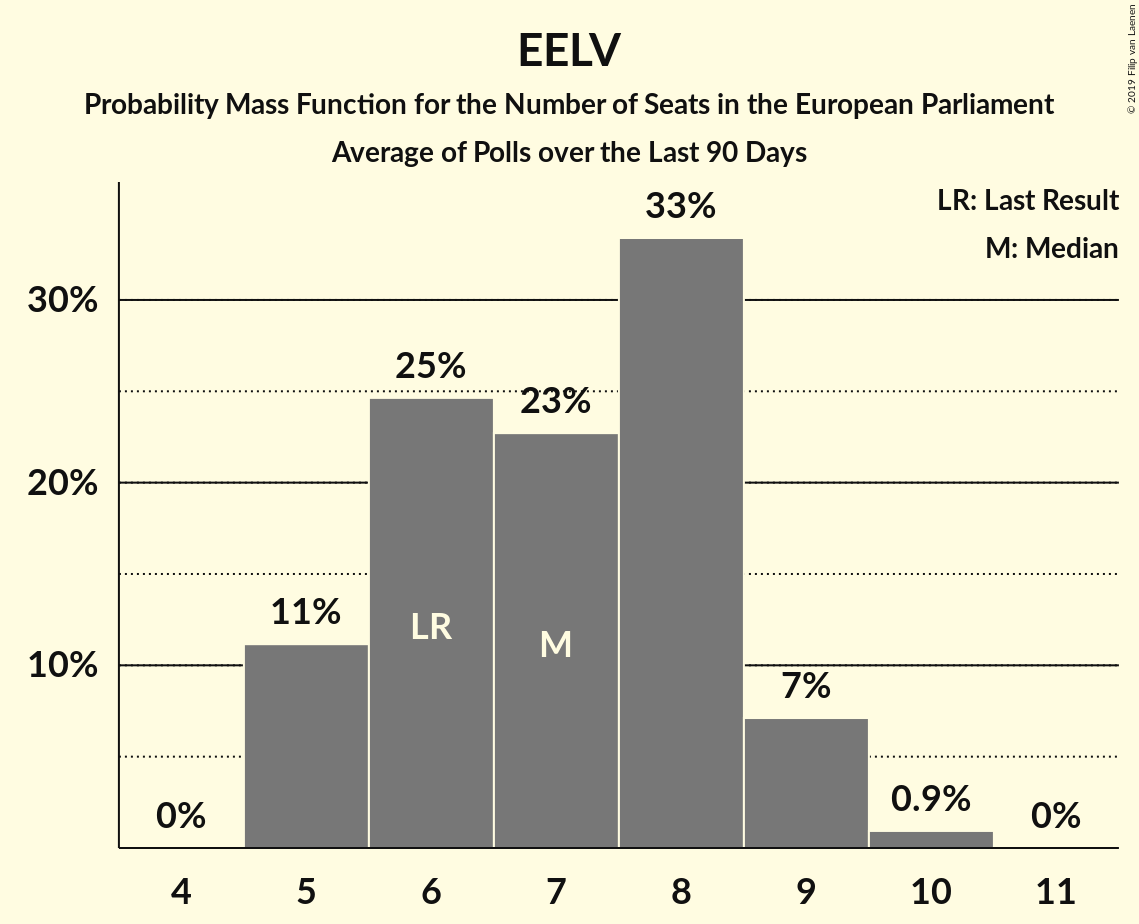 EELV
Probability Mass Function for the Number of Seats in the European Parliament
Average of Polls over the Last 90 Days
© 2019 Filip van Laenen
LR: Last Result
M: Median
33%
30%
25%
23%
20%
11%
LR
M
10%
7%
0%
0.9%
0%
4 5 6 7 8 9 10 11